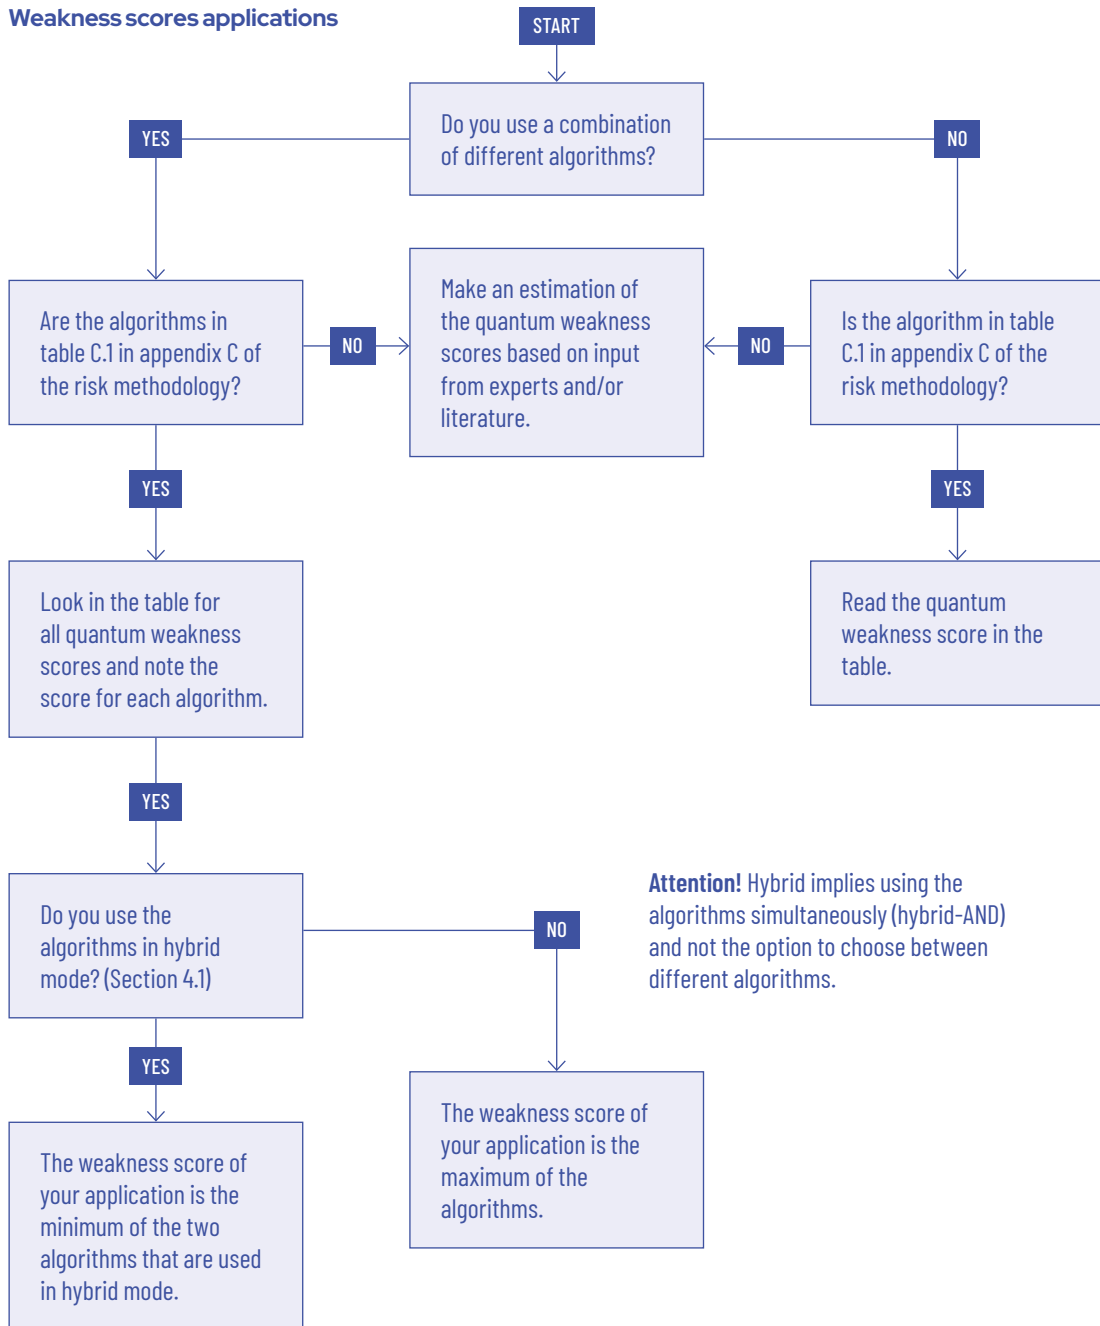 Weakness scores applications
START
Do you use a combination
of different algorithms?
YES
NO
Are the algorithms in
table C.1 in appendix C of
the risk methodology?
NO
Make an estimation of
the quantum weakness
scores based on input
from experts and/or
literature.
NO
Is the algorithm in table
C.1 in appendix C of the
risk methodology?
YES
YES
Look in the table for
all quantum weakness
scores and note the
score for each algorithm.
Read the quantum
weakness score in the
table.
YES
Do you use the
algorithms in hybrid
mode? (Section 4.1)
NO
Attention! Hybrid implies using the
algorithms simultaneously (hybrid-AND)
and not the option to choose between
different algorithms.
YES
The weakness score of
your application is the
maximum of the
algorithms.
The weakness score of
your application is the
minimum of the two
algorithms that are used
in hybrid mode.